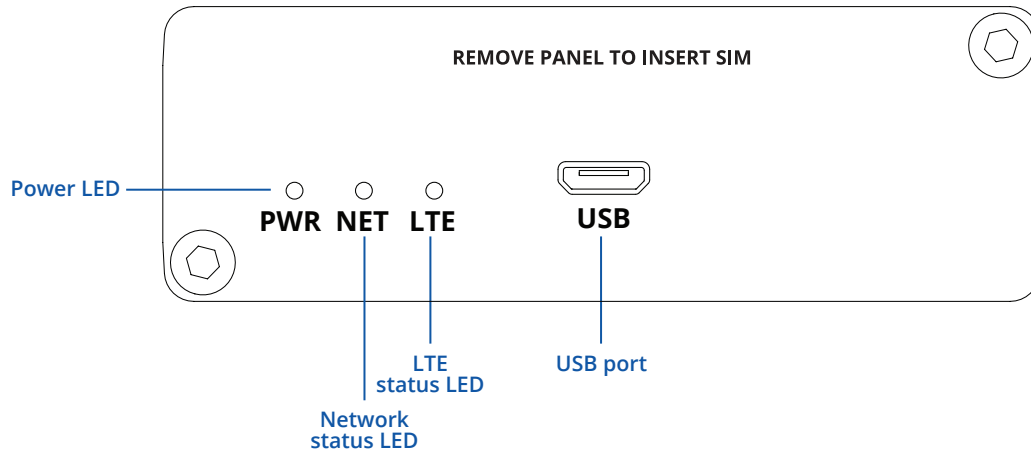 REMOVE PANEL TO INSERT SIM
Power LED
PWR NET LTE
USB
LTE
status LED
USB port
Network
status LED